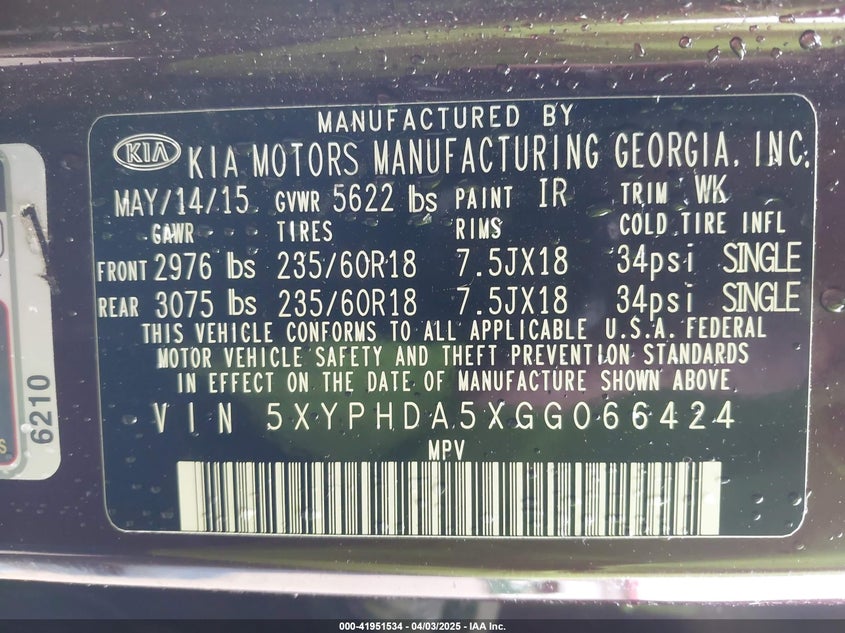 MANUFACTURED BY
KIA KIA MOTORS MANUFACTURING GEORGIA, INC.
MAY/14/15 GVWR 5622 lbs PAINT IR TRIM WK
GAWR TIRES RIMS COLD TIRE INFL
FRONT 2976 lbs 235/60R18 7.5JX18 34psi SINGLE
REAR 3075 lbs 235/60R18 7.5JX18 34psi SINGLE
THIS VEHICLE CONFORMS TO ALL APPLICABLE U.S.A. FEDERAL
MOTOR VEHICLE SAFETY AND THEFT PREVENTION STANDARDS
IN EFFECT ON THE DATE OF MANUFACTURE SHOWN ABOVE.
VIN 5XYPHDA5XGG066424
MPV
6210
000-41951534 - 04/03/2025 - IAA Inc.